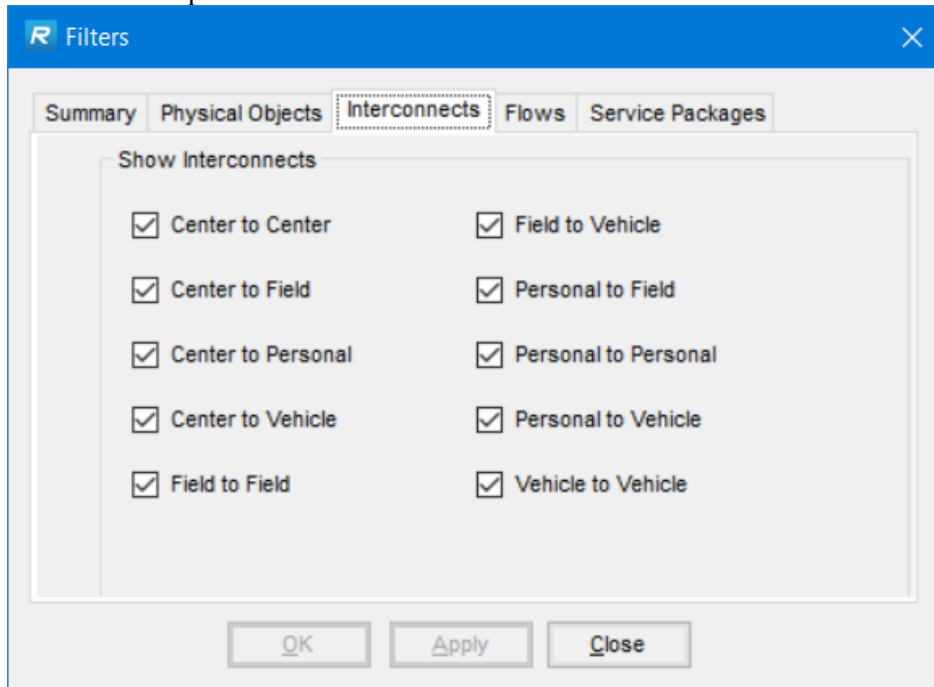 R Filters
Summary Physical Objects Interconnects Flows Service Packages
Show Interconnects
Center to Center Field to Vehicle
Center to Field Personal to Field
Center to Personal Personal to Personal
Center to Vehicle Personal to Vehicle
Field to Field Vehicle to Vehicle
OK Apply Close